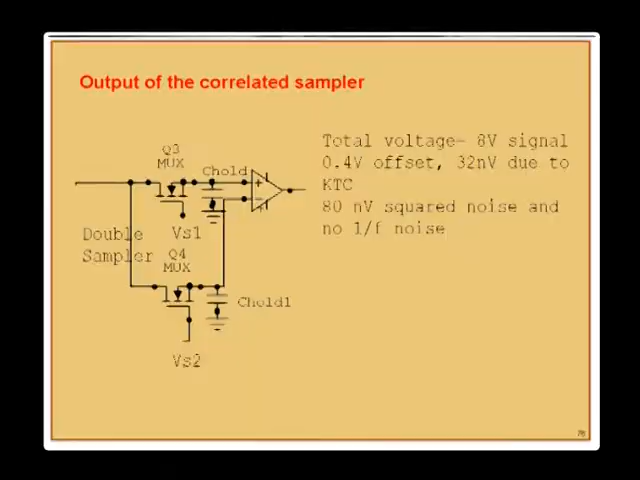 Output of the correlated sampler
Total voltage- 8V signal
0.4V offset, 32nV due to
KTC
80 nV squared noise and
no 1/f noise
Q3
MUX
Chold
Double
Sampler
Vs1
Q4
MUX
Chold1
Vs2